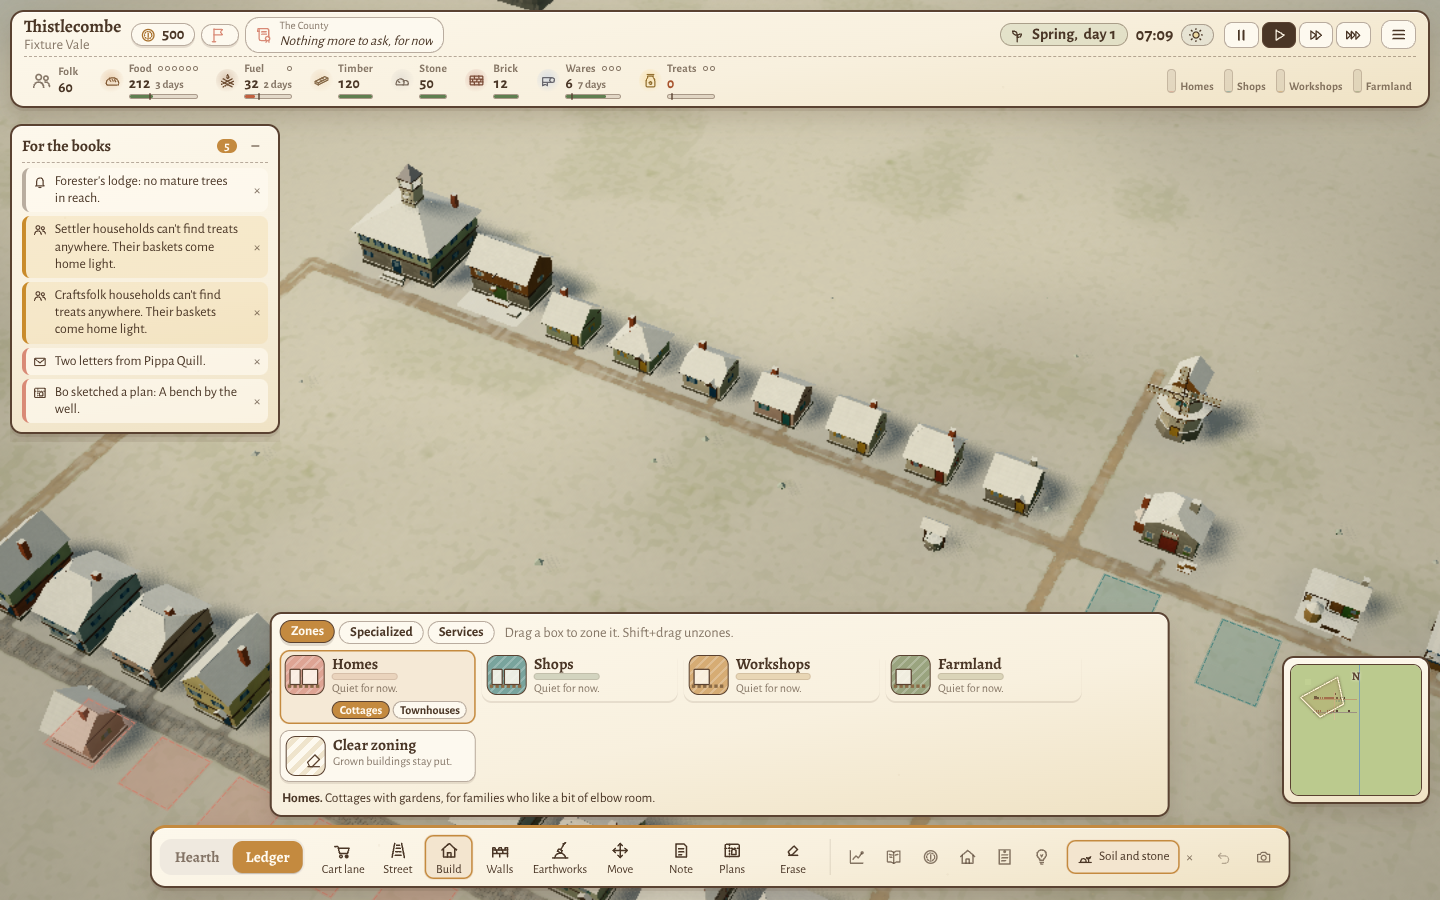 Thistlecombe
Fixture Vale
500
The County
Nothing more to ask, for now
Spring, day 1
07:09
Folk
60
Food
212 3 days
Fuel
32 2 days
Timber
120
Stone
50
Brick
12
Wares
6 7 days
Treats
0
Homes
Shops
Workshops
Farmland
For the books
5
Forester's lodge: no mature trees
in reach.
Settler households can't find treats
anywhere. Their baskets come
home light.
Craftsfolk households can't find
treats anywhere. Their baskets
come home light.
Two letters from Pippa Quill.
Bo sketched a plan: A bench by the
well.
Zones
Specialized
Services
Drag a box to zone it. Shift+drag unzones.
Homes
Quiet for now.
Cottages
Townhouses
Shops
Quiet for now.
Workshops
Quiet for now.
Farmland
Quiet for now.
Clear zoning
Grown buildings stay put.
Homes. Cottages with gardens, for families who like a bit of elbow room.
N
Hearth
Ledger
Cart lane
Street
Build
Walls
Earthworks
Move
Note
Plans
Erase
Soil and stone